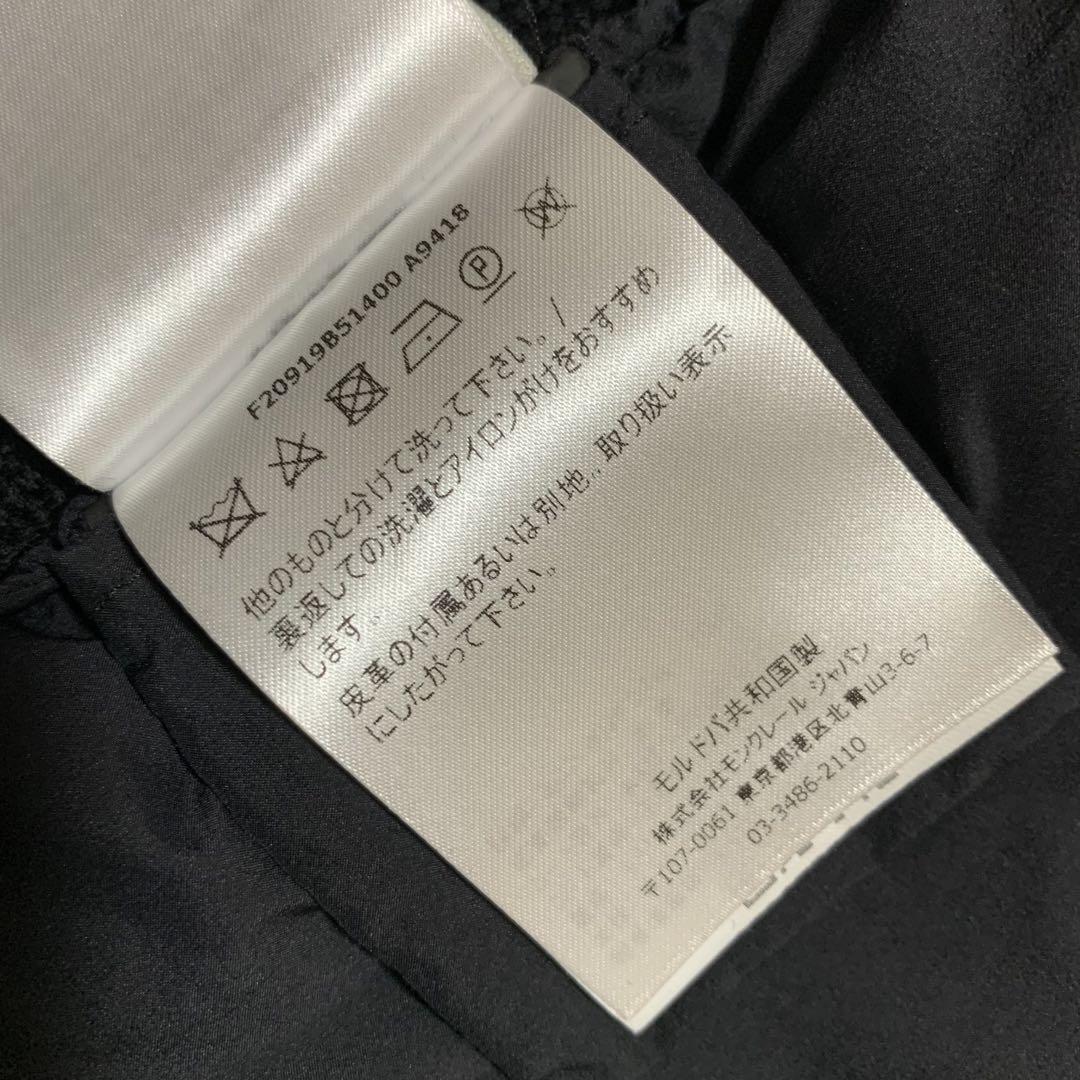 F20919B51400 A9418
P
W
他のものと分けて洗って下さい。/
裏返しての洗濯とアイロンがけをおすすめ
します。
皮革の付属あるいは別地、取り扱い表示
にしたがって下さい。
モルドバ共和国製
株式会社モンクレール ジャパン
〒107-0061 東京都港区北青山3-6-7
03-3486-2110